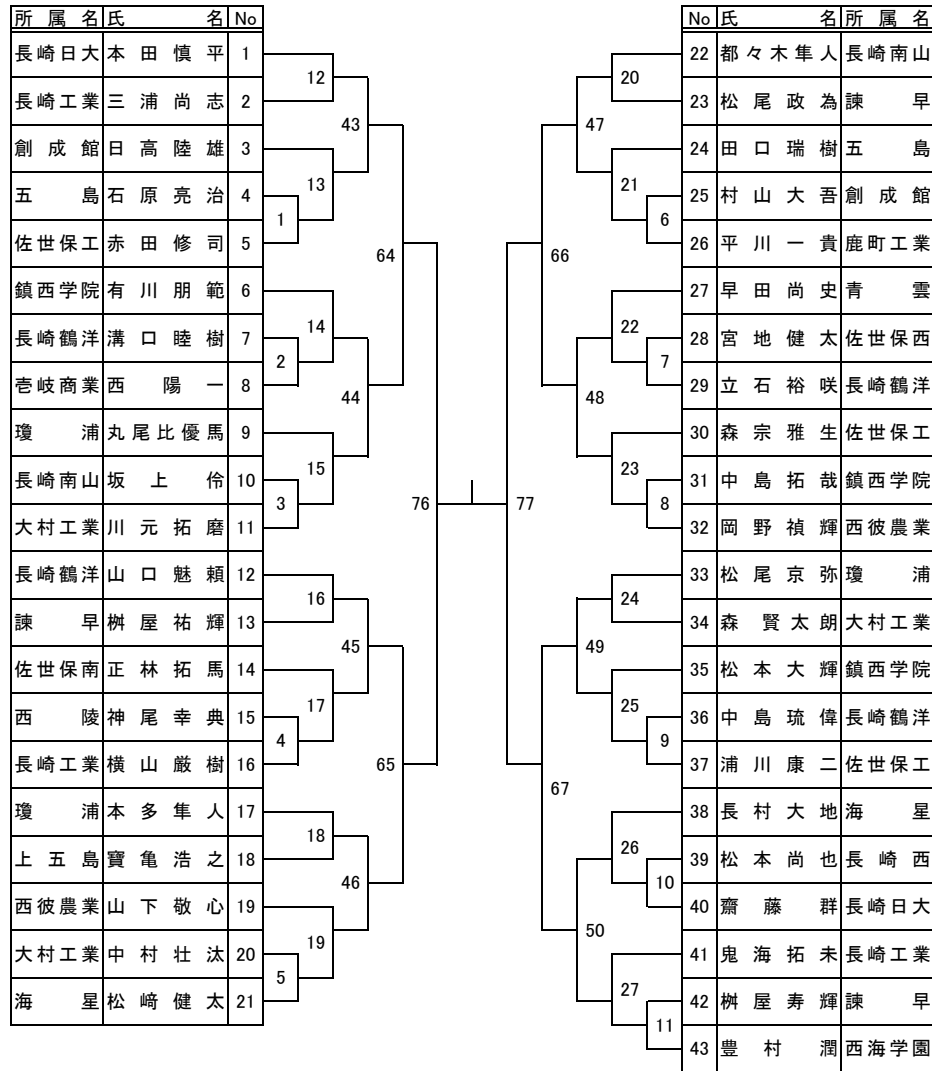 所属名 氏名 No
長崎日大 本田慎平 1
長崎工業 三浦尚志 2
創成館 日高陸雄 3
五島 石原亮治 4
佐世保工 赤田修司 5
鎮西学院 有川朋範 6
長崎鶴洋 溝口睦樹 7
壱岐商業 西陽一 8
瓊浦 丸尾比優馬 9
長崎南山 坂上伶 10
大村工業 川元拓磨 11
長崎鶴洋 山口魅頼 12
諫早 桝屋祐輝 13
佐世保南 正林拓馬 14
西陵 神尾幸典 15
長崎工業 横山厳樹 16
瓊浦 本多隼人 17
上五島 寶亀浩之 18
西彼農業 山下敬心 19
大村工業 中村壮汰 20
海星 松﨑健太 21
12
43
13
1
64
14
2
44
15
3
76
16
45
17
4
65
18
46
19
5
77
20
47
21
6
66
22
7
48
23
8
24
49
25
9
67
26
10
50
27
11
No 氏名 所属名
22 都々木隼人 長崎南山
23 松尾政為 諫早
24 田口瑞樹 五島
25 村山大吾 創成館
26 平川一貴 鹿町工業
27 早田尚史 青雲
28 宮地健太 佐世保西
29 立石裕咲 長崎鶴洋
30 森宗雅生 佐世保工
31 中島拓哉 鎮西学院
32 岡野禎輝 西彼農業
33 松尾京弥 瓊浦
34 森賢太朗 大村工業
35 松本大輝 鎮西学院
36 中島琉偉 長崎鶴洋
37 浦川康二 佐世保工
38 長村大地 海星
39 松本尚也 長崎西
40 齋藤群 長崎日大
41 鬼海拓未 長崎工業
42 桝屋寿輝 諫早
43 豊村潤 西海学園